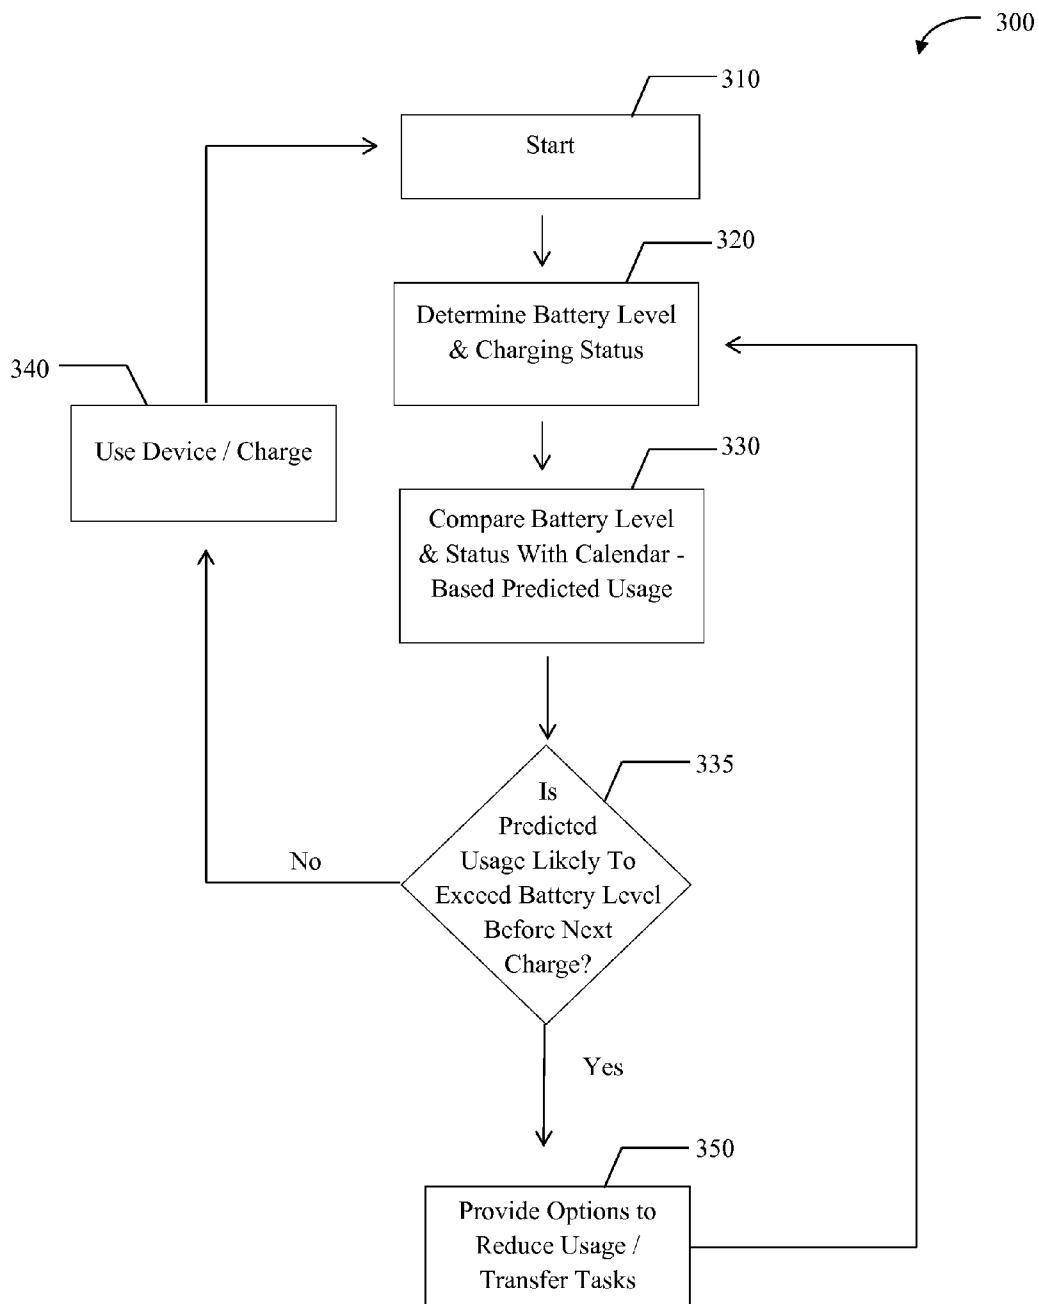 300
310
Start
320
Determine Battery Level
& Charging Status
340
Use Device / Charge
330
Compare Battery Level
& Status With Calendar -
Based Predicted Usage
335
Is
Predicted
Usage Likely To
Exceed Battery Level
Before Next
Charge?
No
Yes
350
Provide Options to
Reduce Usage /
Transfer Tasks